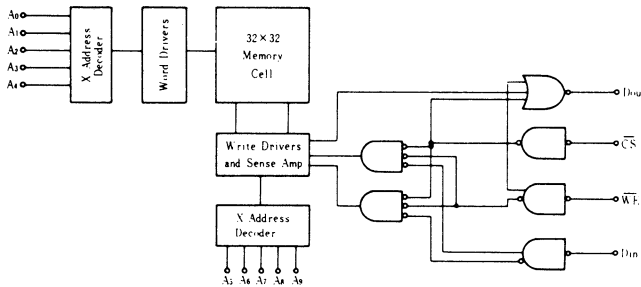 A0
A1
A2
A3
A4
X Address
Decoder
Word Drivers
32×32
Memory
Cell
Write Drivers
and Sense Amp
X Address
Decoder
A5 A6 A7 A8 A9
Dou
CS
WE
Din